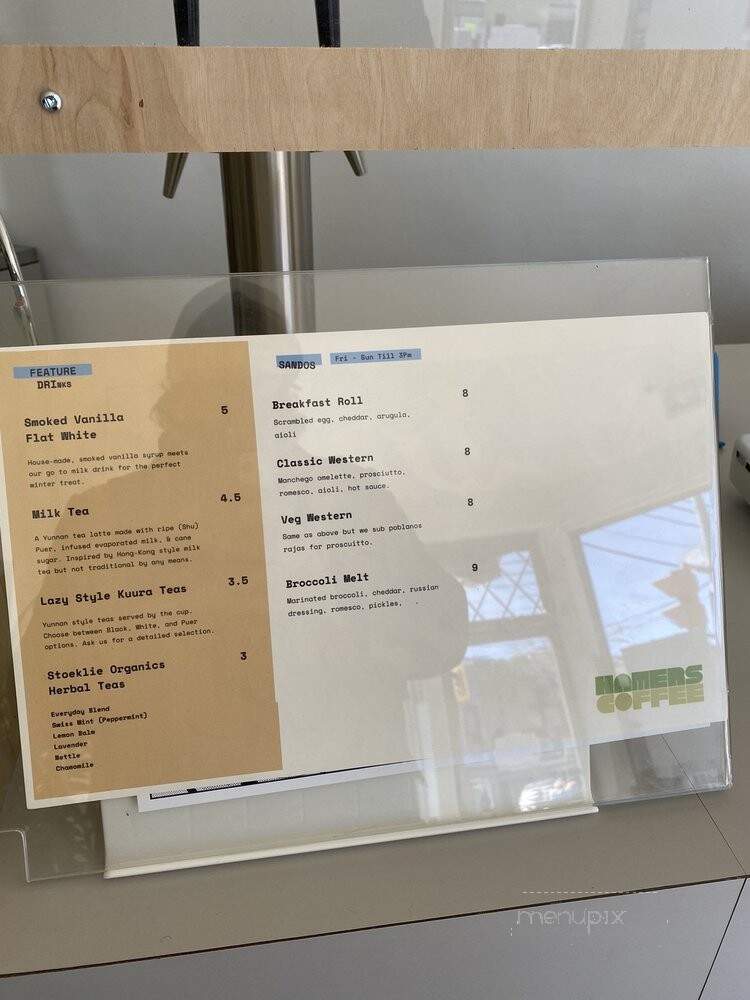 FEATURE
DRINKS
Smoked Vanilla 5
Flat White
House-made, smoked vanilla syrup meets
our go to milk drink for the perfect
winter treat.
Milk Tea 4.5
A Yunnan tea latte made with ripe (Shu)
Puer, infused evaporated milk, & cane
sugar. Inspired by Hong-Kong style milk
tea but not traditional by any means.
Lazy Style Kuura Teas 3.5
Yunnan style teas served by the cup.
Choose between Black, White, and Puer
options. Ask us for a detailed selection.
Stoeklie Organics 3
Herbal Teas
Everyday Blend
Swiss Mint (Peppermint)
Lemon Balm
Lavender
Nettle
Chamomile
SANDOS Fri - Sun Till 3Pm
Breakfast Roll 8
Scrambled egg, cheddar, arugula,
aioli
Classic Western 8
Manchego omelette, prosciutto,
romesco, aioli, hot sauce.
Veg Western 8
Same as above but we sub poblanos
rajas for proscuitto.
Broccoli Melt 9
Marinated broccoli, cheddar, russian
dressing, romesco, pickles,
HOMERS
COFFEE
menupix